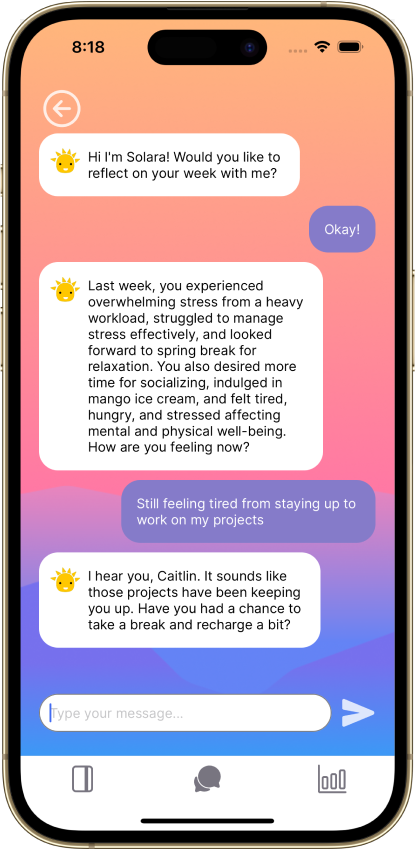 8:18
Hi I'm Solara! Would you like to
reflect on your week with me?
Okay!
Last week, you experienced
overwhelming stress from a heavy
workload, struggled to manage
stress effectively, and looked
forward to spring break for
relaxation. You also desired more
time for socializing, indulged in
mango ice cream, and felt tired,
hungry, and stressed affecting
mental and physical well-being.
How are you feeling now?
Still feeling tired from staying up to
work on my projects
I hear you, Caitlin. It sounds like
those projects have been keeping
you up. Have you had a chance to
take a break and recharge a bit?
Type your message...